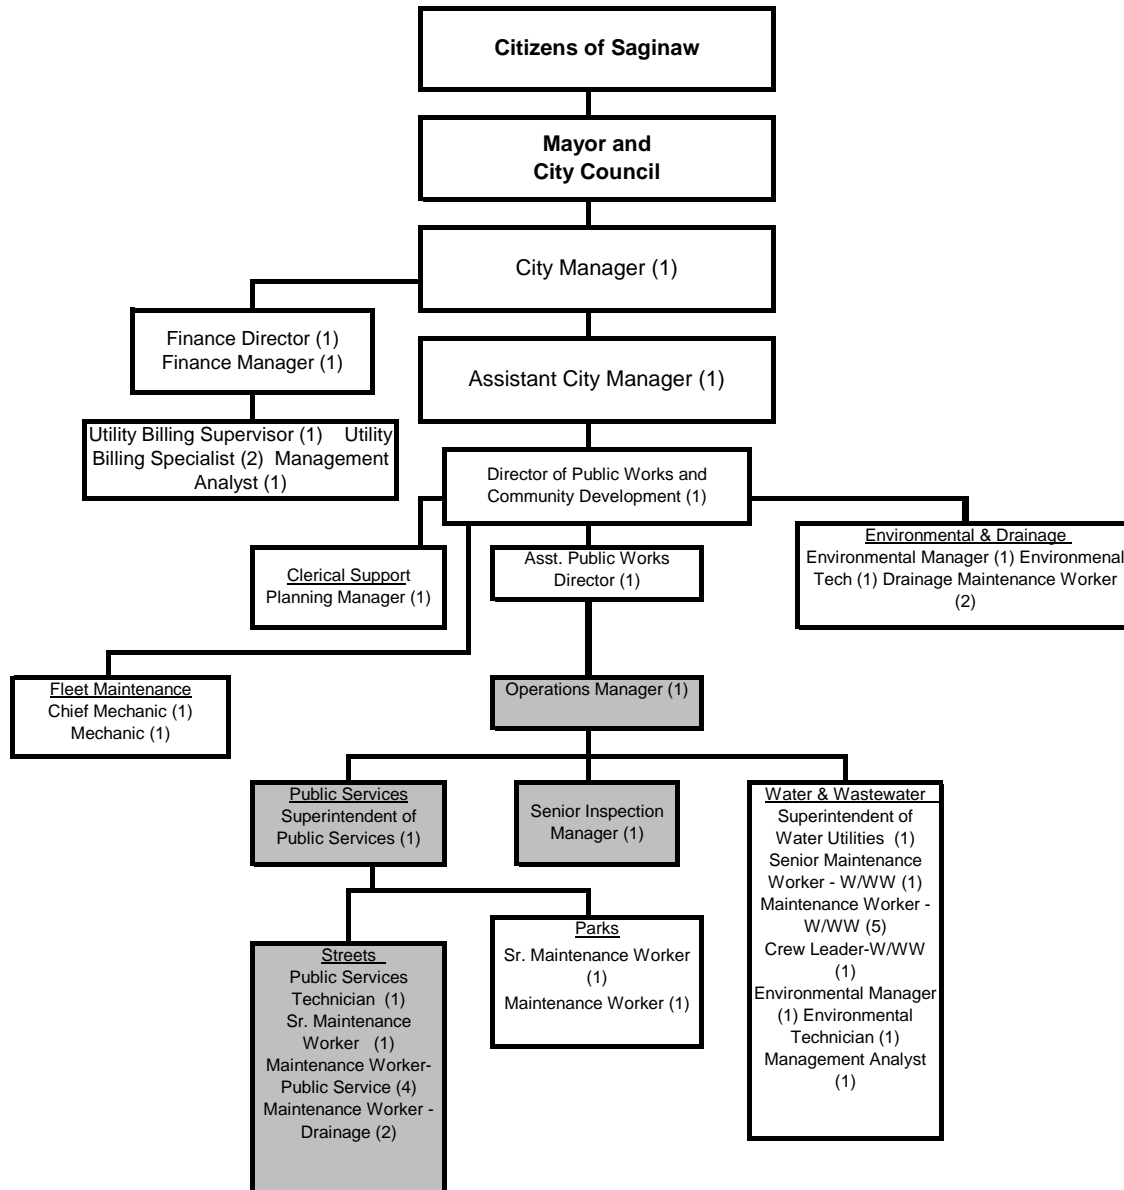 Citizens of Saginaw
Mayor and
City Council
City Manager (1)
Finance Director (1)
Finance Manager (1)
Assistant City Manager (1)
Utility Billing Supervisor (1) Utility
Billing Specialist (2) Management
Analyst (1)
Director of Public Works and
Community Development (1)
Clerical Support
Planning Manager (1)
Asst. Public Works
Director (1)
Environmental & Drainage
Environmental Manager (1) Environmenal
Tech (1) Drainage Maintenance Worker
(2)
Fleet Maintenance
Chief Mechanic (1)
Mechanic (1)
Operations Manager (1)
Public Services
Superintendent of
Public Services (1)
Senior Inspection
Manager (1)
Water & Wastewater
Superintendent of
Water Utilities (1)
Senior Maintenance
Worker - W/WW (1)
Maintenance Worker -
W/WW (5)
Crew Leader-W/WW
(1)
Environmental Manager
(1) Environmental
Technician (1)
Management Analyst
(1)
Streets
Public Services
Technician (1)
Sr. Maintenance
Worker (1)
Maintenance Worker-
Public Service (4)
Maintenance Worker -
Drainage (2)
Parks
Sr. Maintenance Worker
(1)
Maintenance Worker (1)